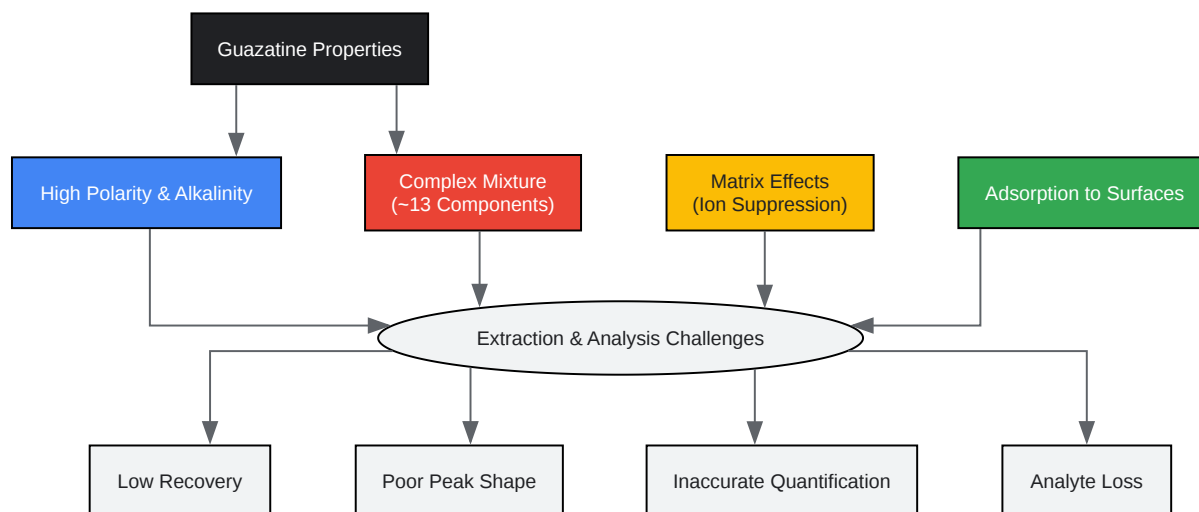 Guazatine Properties
High Polarity & Alkalinity
Complex Mixture
(~13 Components)
Matrix Effects
(Ion Suppression)
Adsorption to Surfaces
Extraction & Analysis Challenges
Low Recovery
Poor Peak Shape
Inaccurate Quantification
Analyte Loss